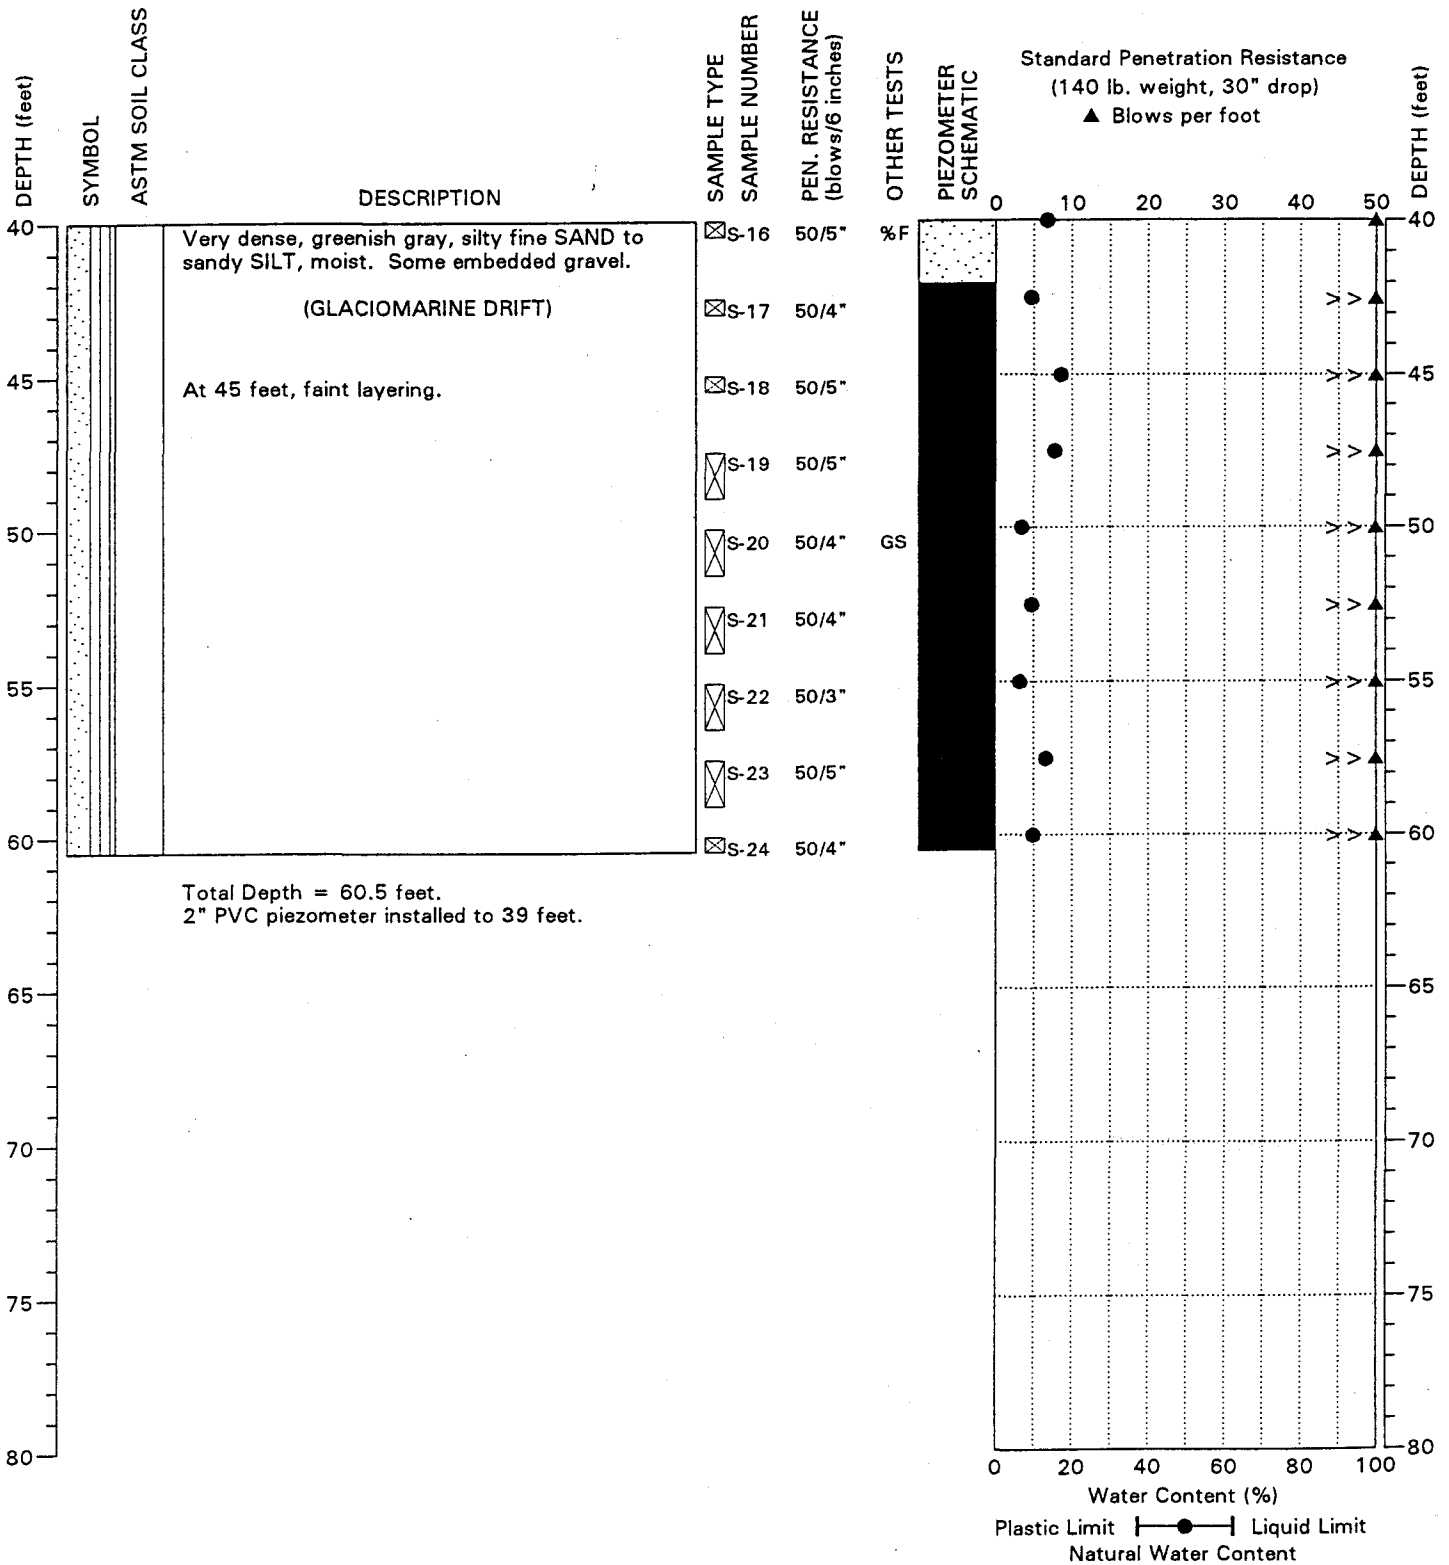 DEPTH (feet)
SYMBOL
ASTM SOIL CLASS
DESCRIPTION
SAMPLE TYPE
SAMPLE NUMBER
PEN. RESISTANCE
(blows/6 inches)
OTHER TESTS
PIEZOMETER
SCHEMATIC
Standard Penetration Resistance
(140 lb. weight, 30" drop)
▲ Blows per foot
DEPTH (feet)
0 10 20 30 40 50
40
Very dense, greenish gray, silty fine SAND to
sandy SILT, moist. Some embedded gravel.
S-16 50/5" %F
40
(GLACIOMARINE DRIFT)
S-17 50/4"
> >
45
At 45 feet, faint layering.
S-18 50/5"
> >
45
S-19 50/5"
> >
50
S-20 50/4" GS
> >
50
S-21 50/4"
> >
55
S-22 50/3"
> >
55
S-23 50/5"
> >
60
S-24 50/4"
> >
60
Total Depth = 60.5 feet.
2" PVC piezometer installed to 39 feet.
65
65
70
70
75
75
80
80
0 20 40 60 80 100
Water Content (%)
Plastic Limit Liquid Limit
Natural Water Content